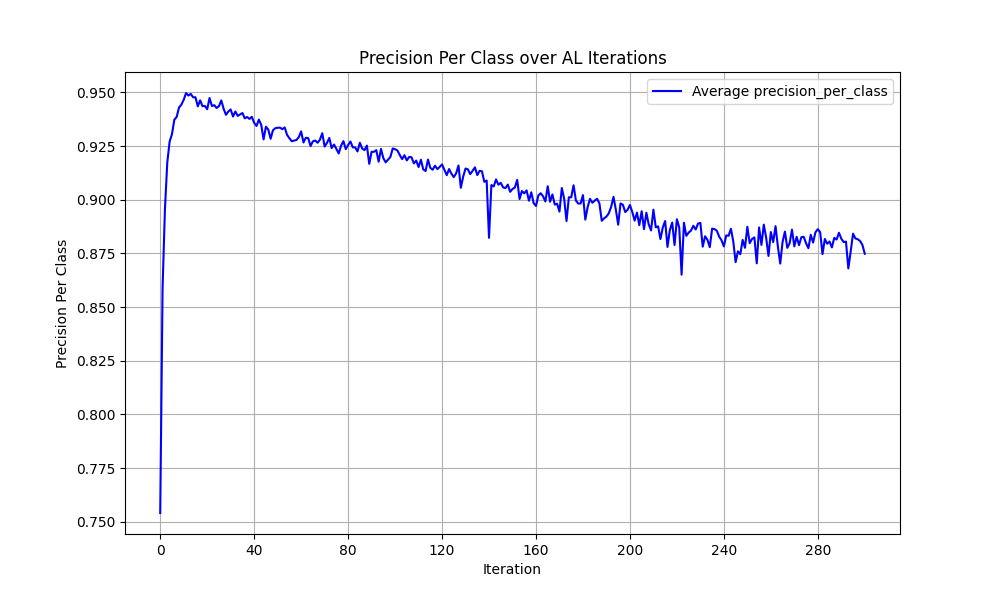 Precision Per Class over AL Iterations
Average precision_per_class
Precision Per Class
0.950
0.925
0.900
0.875
0.850
0.825
0.800
0.775
0.750
0 40 80 120 160 200 240 280
Iteration